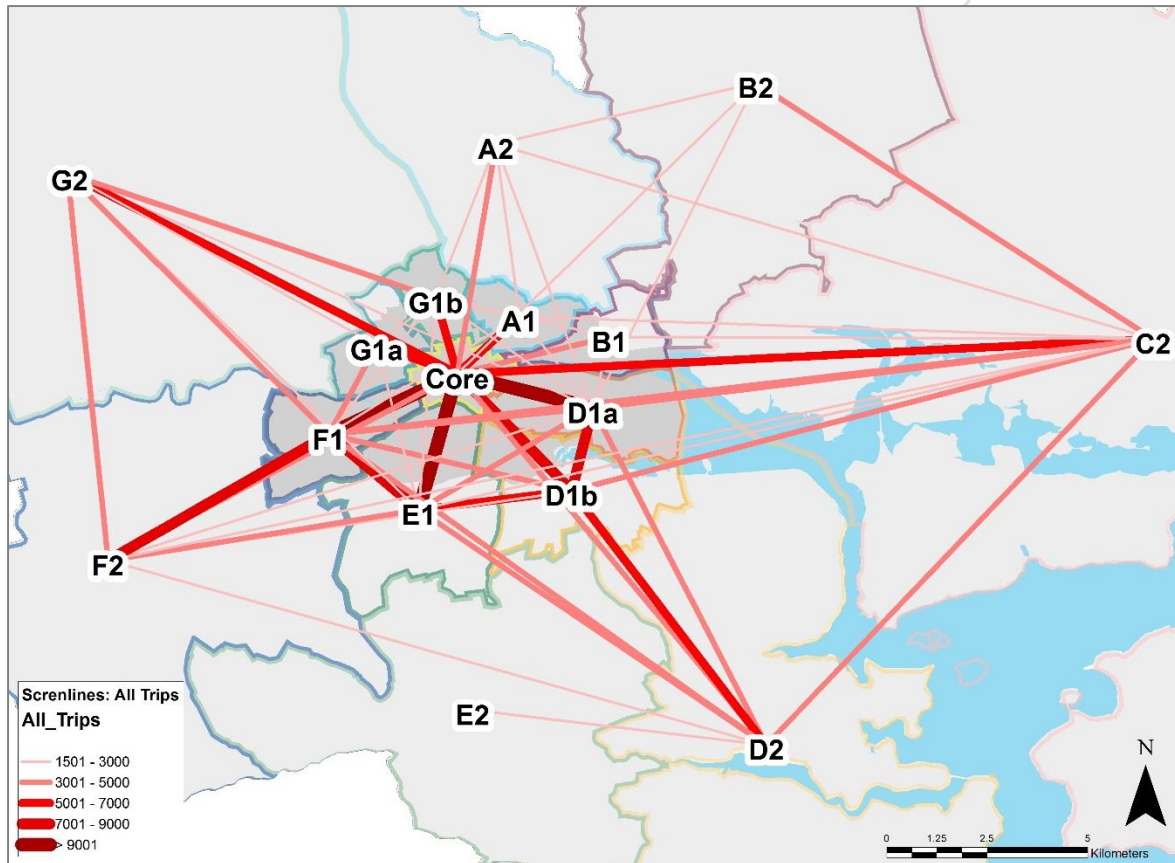 B2
A2
G2
G1b
A1
B1
C2
G1a
Core
D1a
F1
D1b
E1
F2
E2
D2
Screnlines: All Trips
All_Trips
1501 - 3000
3001 - 5000
5001 - 7000
7001 - 9000
> 9001
N
0 1.25 2.5 5
Kilometers